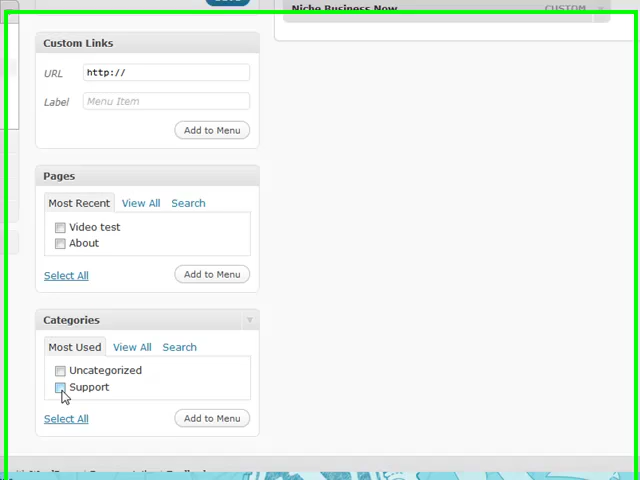 Niche Business Now CUSTOM
Custom Links
URL http://
Label Menu Item
Add to Menu
Pages
Most Recent View All Search
Video test
About
Select All Add to Menu
Categories
Most Used View All Search
Uncategorized
Support
Select All Add to Menu